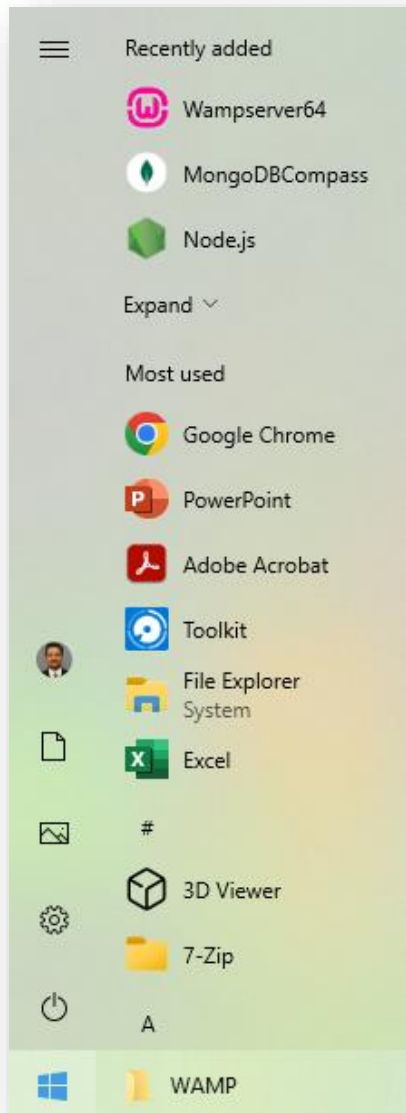 Recently added
Wampserver64
MongoDBCompass
Node.js
Expand
Most used
Google Chrome
PowerPoint
Adobe Acrobat
Toolkit
File Explorer
System
Excel
#
3D Viewer
7-Zip
A
WAMP